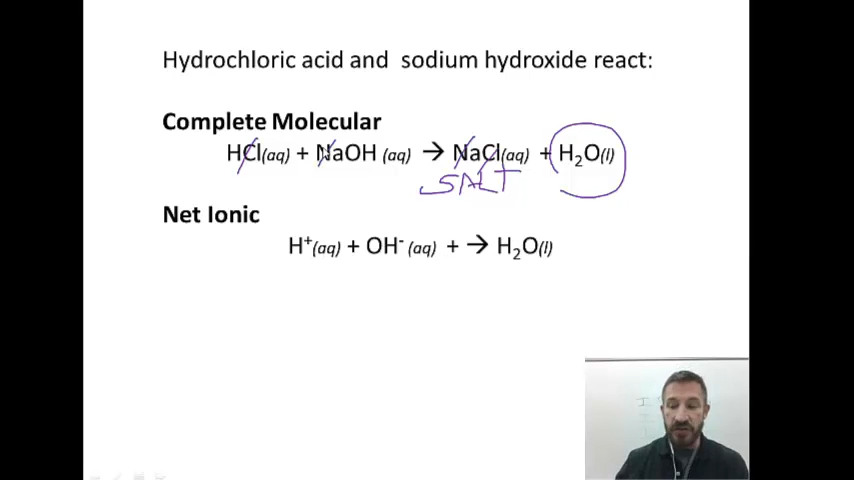 Hydrochloric acid and sodium hydroxide react:
Complete Molecular
HCl(aq) + NaOH (aq) → NaCl(aq) + H₂O(l)
SALT
Net Ionic
H⁺(aq) + OH⁻ (aq) + → H₂O(l)